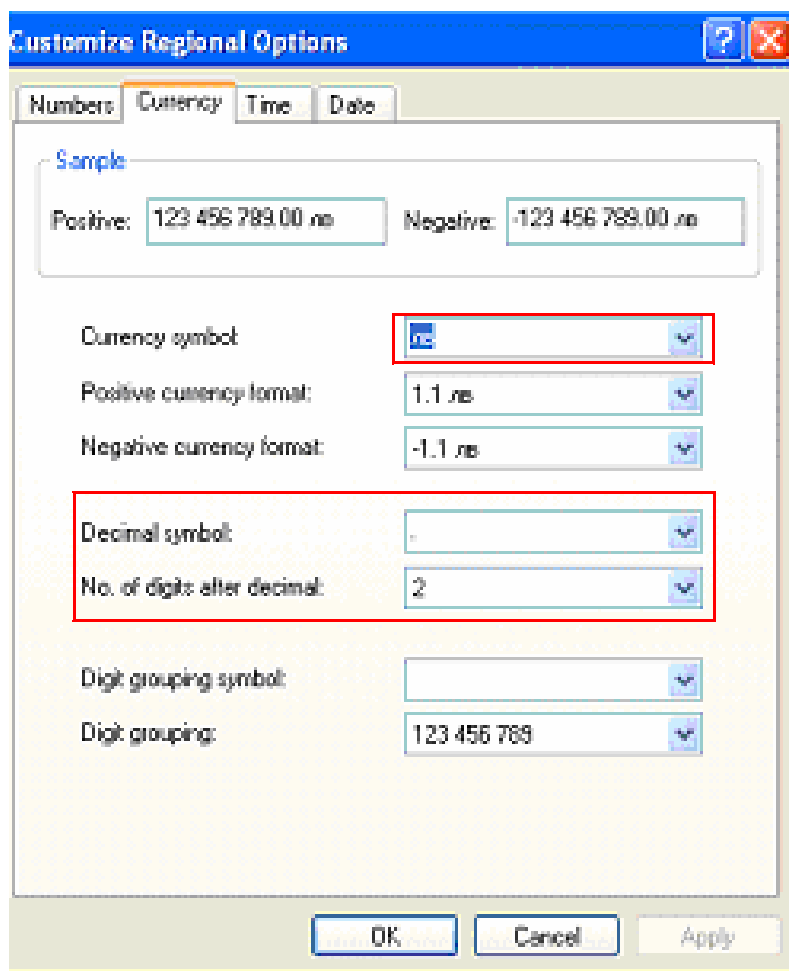 Customize Regional Options
Numbers Currency Time Date
Sample
Positive: 123 456 789.00 лв Negative: -123 456 789.00 лв
Currency symbol: лв
Positive currency format: 1.1 лв
Negative currency format: -1.1 лв
Decimal symbol: .
No. of digits after decimal: 2
Digit grouping symbol:
Digit grouping: 123 456 789
OK Cancel Apply